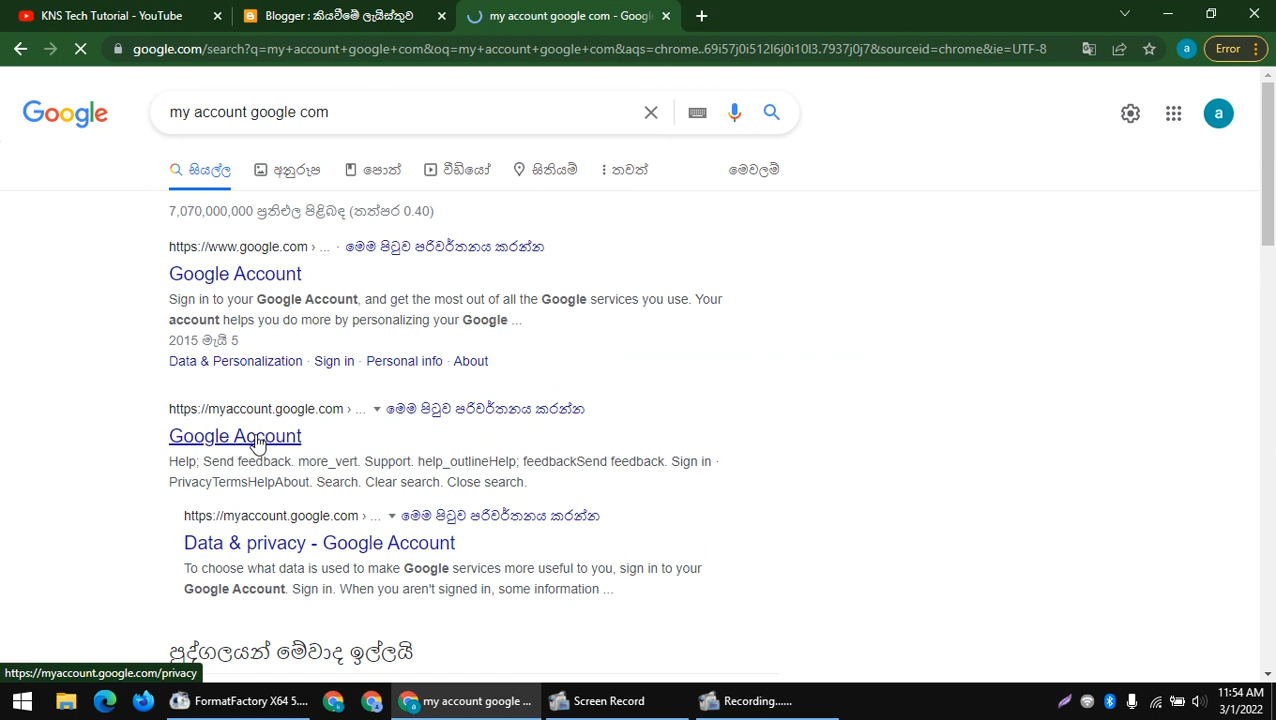 KNS Tech Tutorial - YouTube
Blogger : කියවීමේ ලැයිස්තුව
my account google com - Goog
google.com/search?q=my+account+google+com&oq=my+account+google+com&aqs=chrome..69i57j0i512l6j0i10l3.7937j0j7&sourceid=chrome&ie=UTF-8
a
Error
Google
my account google com
a
සියල්ල
අනුරූප
පොත්
වීඩියෝ
සිතියම්
තවත්
මෙවලම්
7,070,000,000 ප්‍රතිඵල පිළිබඳ (තත්පර 0.40)
https://www.google.com › ... · මෙම පිටුව පරිවර්තනය කරන්න
Google Account
Sign in to your Google Account, and get the most out of all the Google services you use. Your
account helps you do more by personalizing your Google ...
2015 මැයි 5
Data & Personalization · Sign in · Personal info · About
https://myaccount.google.com › ... මෙම පිටුව පරිවර්තනය කරන්න
Google Account
Help; Send feedback. more_vert. Support. help_outlineHelp; feedbackSend feedback. Sign in ·
PrivacyTermsHelpAbout. Search. Clear search. Close search.
https://myaccount.google.com › ... මෙම පිටුව පරිවර්තනය කරන්න
Data & privacy - Google Account
To choose what data is used to make Google services more useful to you, sign in to your
Google Account. Sign in. When you aren't signed in, some information ...
පුද්ගලයන් මේවාද ඉල්ලයි
https://myaccount.google.com/privacy
FormatFactory X64 5....
my account google ...
Screen Record
Recording......
11:54 AM
3/1/2022